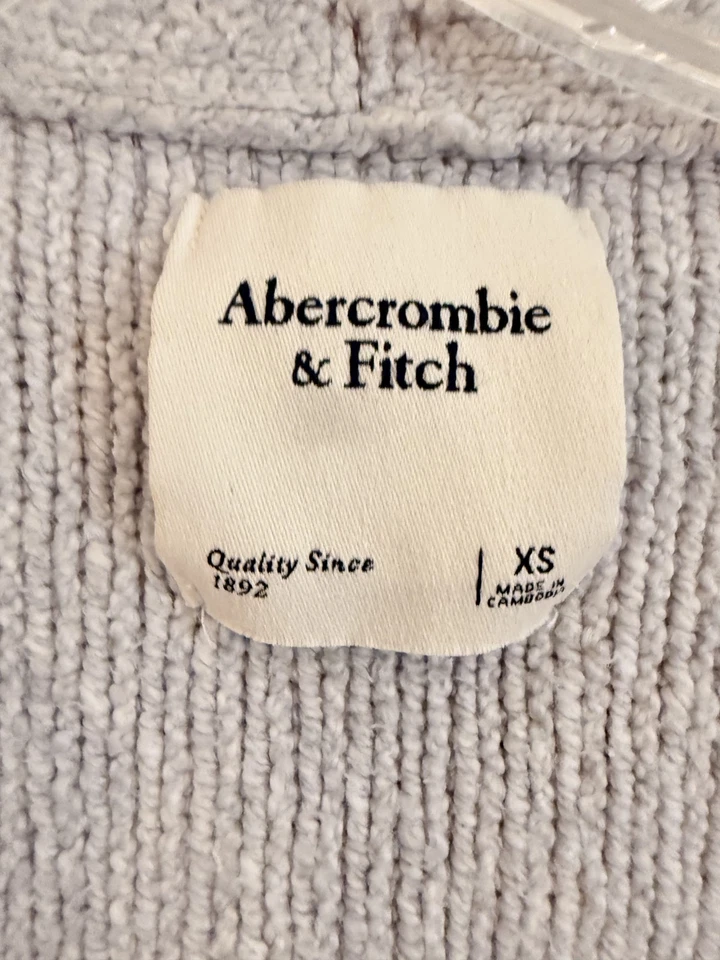 Abercrombie
& Fitch
Quality Since
1892
XS
MADE IN
CAMBODIA